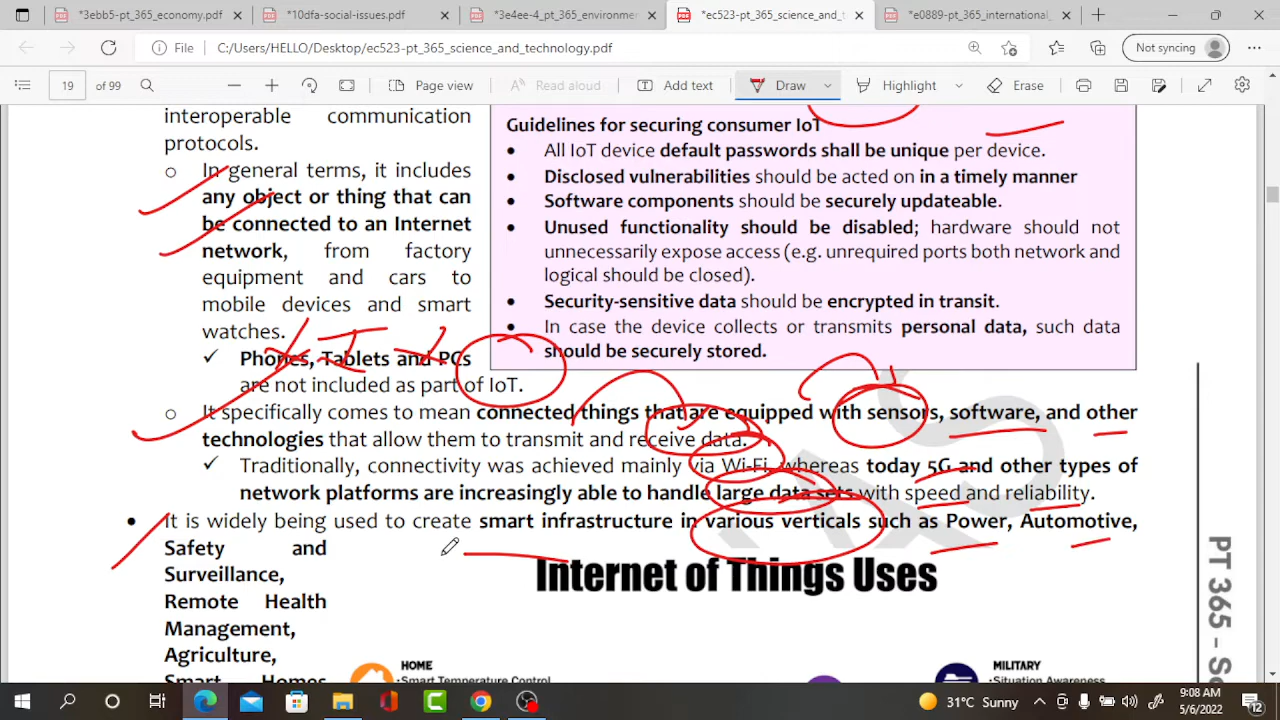 *3ebb5-pt_365_economy.pdf
*10dfa-social-issues.pdf
*3e4ee-4_pt_365_environme
*ec523-pt_365_science_and_t
*e0889-pt_365_international_
File
C:/Users/HELLO/Desktop/ec523-pt_365_science_and_technology.pdf
Not syncing
19 of 99
Page view
Read aloud
Add text
Draw
Highlight
Erase
interoperable communication
protocols.
In general terms, it includes
any object or thing that can
be connected to an Internet
network, from factory
equipment and cars to
mobile devices and smart
watches.
Phones, Tablets and PCs
are not included as part of IoT.
Guidelines for securing consumer IoT
• All IoT device default passwords shall be unique per device.
• Disclosed vulnerabilities should be acted on in a timely manner
• Software components should be securely updateable.
• Unused functionality should be disabled; hardware should not
unnecessarily expose access (e.g. unrequired ports both network and
logical should be closed).
• Security-sensitive data should be encrypted in transit.
• In case the device collects or transmits personal data, such data
should be securely stored.
It specifically comes to mean connected things that are equipped with sensors, software, and other
technologies that allow them to transmit and receive data.
Traditionally, connectivity was achieved mainly via Wi-Fi, whereas today 5G and other types of
network platforms are increasingly able to handle large data sets with speed and reliability.
• It is widely being used to create smart infrastructure in various verticals such as Power, Automotive,
Safety and
Surveillance,
Remote Health
Management,
Agriculture,
Smart Homes
Internet of Things Uses
HOME
Smart Temperature Control
MILITARY
Situation Awareness
PT 365 - S
31°C Sunny
9:08 AM
5/6/2022
12